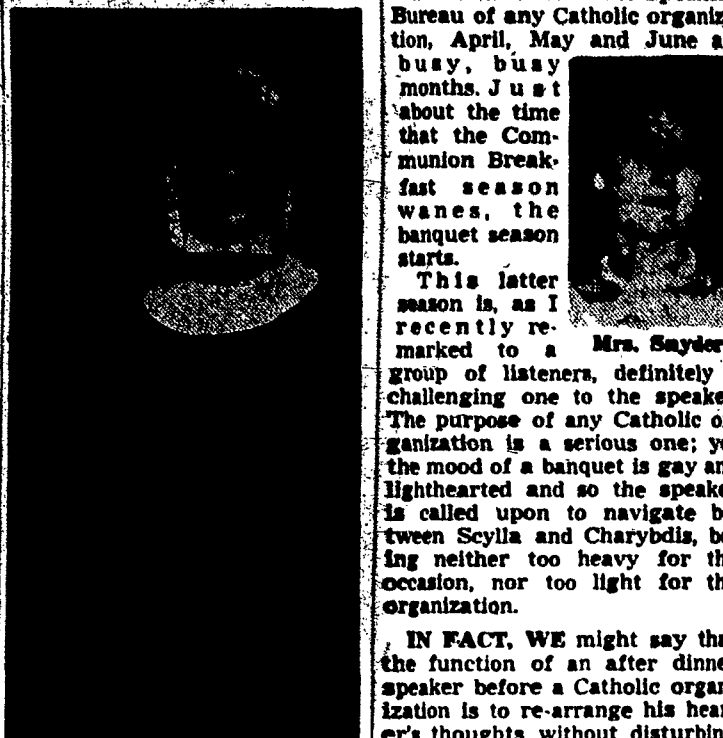 Bureau of any Catholic organiz
tion, April, May and June a
busy, busy
months. Just
about the time
that the Com-
munion Break-
fast season
wanes, the
banquet season
starts.
This latter
season is, as I
recently re-
marked to a
Mrs. Snyder
group of listeners, definitely
challenging one to the speake
The purpose of any Catholic o
ganization is a serious one; ye
the mood of a banquet is gay an
lighthearted and so the speake
is called upon to navigate b
tween Scylla and Charybdis, be
ing neither too heavy for th
occasion, nor too light for th
organization.
IN FACT, WE might say tha
the function of an after dinne
speaker before a Catholic organ
ization is to re-arrange his hear
er's thoughts without disturbin